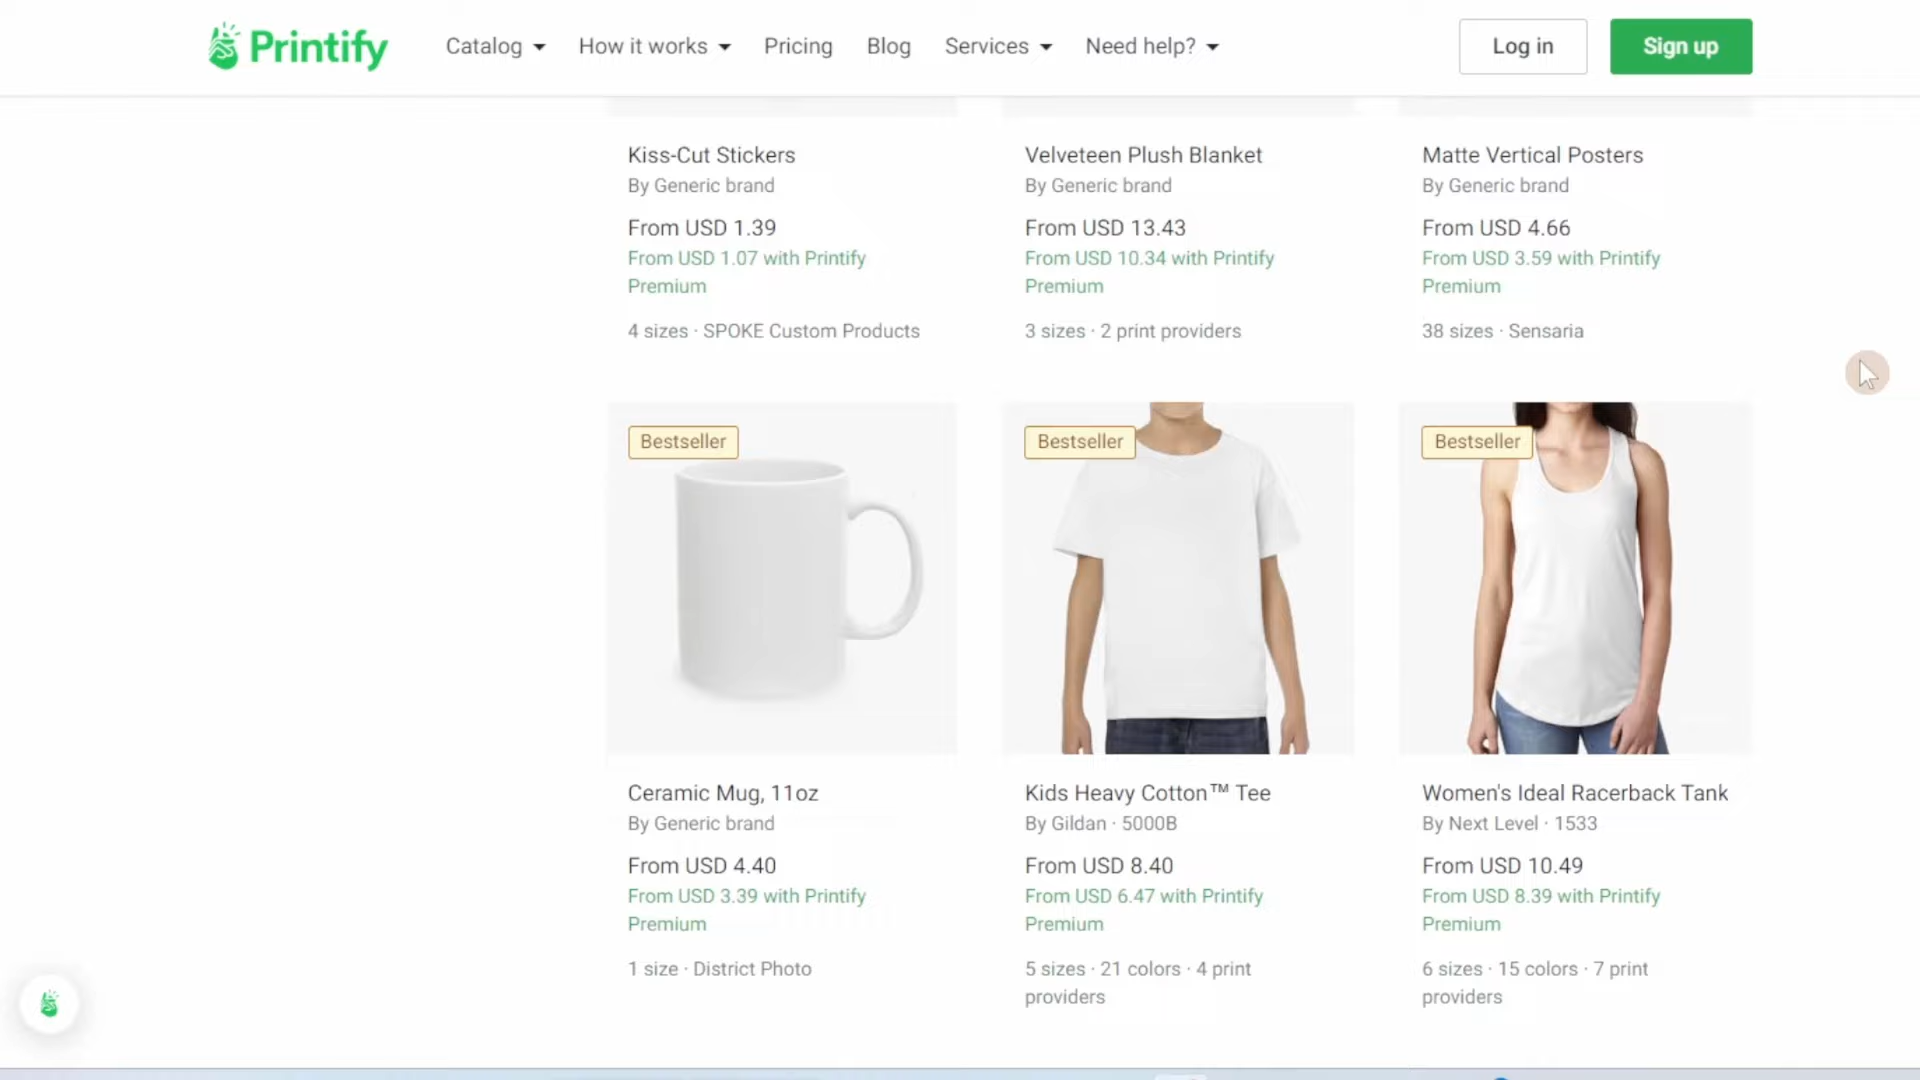 Printify
Catalog
How it works
Pricing
Blog
Services
Need help?
Log in
Sign up
Kiss-Cut Stickers
By Generic brand
From USD 1.39
From USD 1.07 with Printify
Premium
4 sizes · SPOKE Custom Products
Velveteen Plush Blanket
By Generic brand
From USD 13.43
From USD 10.34 with Printify
Premium
3 sizes · 2 print providers
Matte Vertical Posters
By Generic brand
From USD 4.66
From USD 3.59 with Printify
Premium
38 sizes · Sensaria
Bestseller
Ceramic Mug, 11oz
By Generic brand
From USD 4.40
From USD 3.39 with Printify
Premium
1 size · District Photo
Bestseller
Kids Heavy Cotton™ Tee
By Gildan · 5000B
From USD 8.40
From USD 6.47 with Printify
Premium
5 sizes · 21 colors · 4 print
providers
Bestseller
Women's Ideal Racerback Tank
By Next Level · 1533
From USD 10.49
From USD 8.39 with Printify
Premium
6 sizes · 15 colors · 7 print
providers